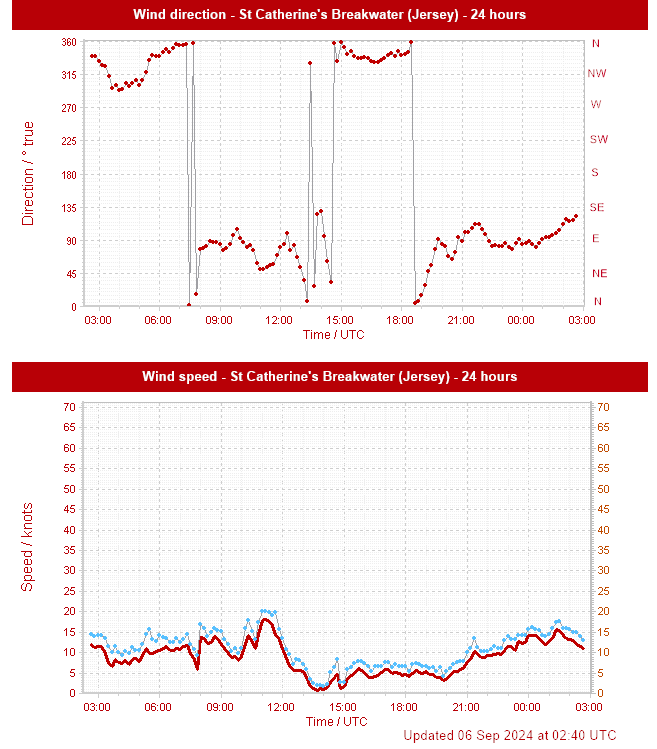 Wind direction - St Catherine's Breakwater (Jersey) - 24 hours
360 N
315 NW
270 W
225 SW
180 S
135 SE
90 E
45 NE
0 N
Direction / ° true
03:00 06:00 09:00 12:00 15:00 18:00 21:00 00:00 03:00
Time / UTC
Wind speed - St Catherine's Breakwater (Jersey) - 24 hours
70 70
65 65
60 60
55 55
50 50
45 45
40 40
35 35
30 30
25 25
20 20
15 15
10 10
5 5
0 0
Speed / knots
03:00 06:00 09:00 12:00 15:00 18:00 21:00 00:00 03:00
Time / UTC
Updated 06 Sep 2024 at 02:40 UTC